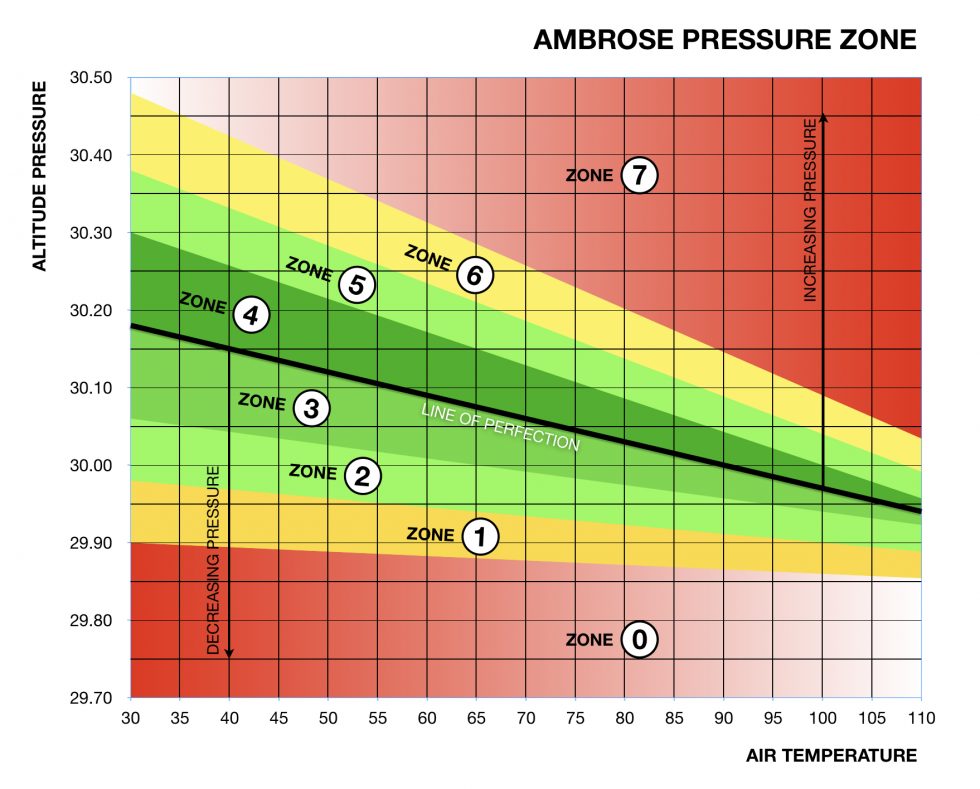 AMBROSE PRESSURE ZONE
ALTITUDE PRESSURE
30.50
30.40
30.30
30.20
30.10
30.00
29.90
29.80
29.70
ZONE 7
INCREASING PRESSURE
ZONE 6
ZONE 5
ZONE 4
ZONE 3
LINE OF PERFECTION
ZONE 2
DECREASING PRESSURE
ZONE 1
ZONE 0
30 35 40 45 50 55 60 65 70 75 80 85 90 95 100 105 110
AIR TEMPERATURE